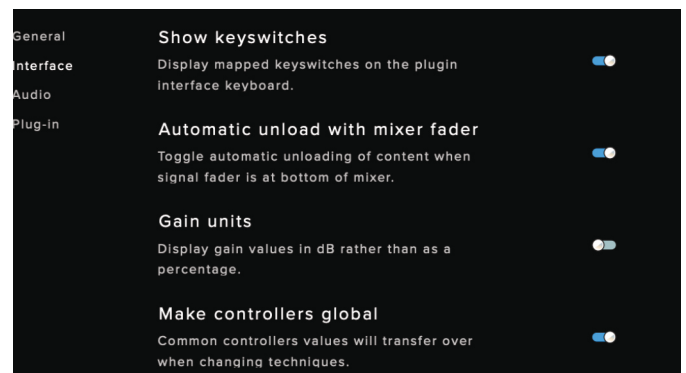 General
Interface
Audio
Plug-in
Show keyswitches
Display mapped keyswitches on the plugin
interface keyboard.
Automatic unload with mixer fader
Toggle automatic unloading of content when
signal fader is at bottom of mixer.
Gain units
Display gain values in dB rather than as a
percentage.
Make controllers global
Common controllers values will transfer over
when changing techniques.